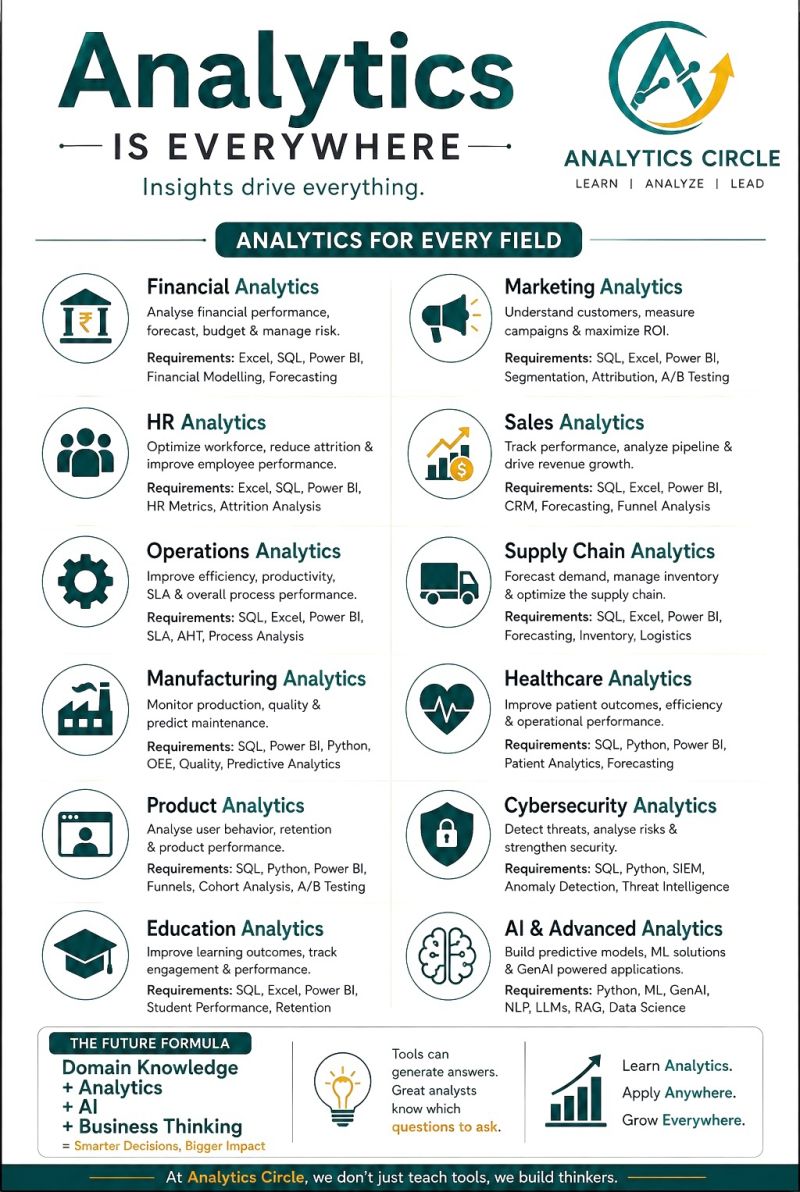 Analytics
IS EVERYWHERE
Insights drive everything.
ANALYTICS CIRCLE
LEARN | ANALYZE | LEAD
ANALYTICS FOR EVERY FIELD
Financial Analytics
Analyse financial performance,
forecast, budget & manage risk.
Requirements: Excel, SQL, Power BI,
Financial Modelling, Forecasting
Marketing Analytics
Understand customers, measure
campaigns & maximize ROI.
Requirements: SQL, Excel, Power BI,
Segmentation, Attribution, A/B Testing
HR Analytics
Optimize workforce, reduce attrition &
improve employee performance.
Requirements: Excel, SQL, Power BI,
HR Metrics, Attrition Analysis
Sales Analytics
Track performance, analyze pipeline &
drive revenue growth.
Requirements: SQL, Excel, Power BI,
CRM, Forecasting, Funnel Analysis
Operations Analytics
Improve efficiency, productivity,
SLA & overall process performance.
Requirements: SQL, Excel, Power BI,
SLA, AHT, Process Analysis
Supply Chain Analytics
Forecast demand, manage inventory
& optimize the supply chain.
Requirements: SQL, Excel, Power BI,
Forecasting, Inventory, Logistics
Manufacturing Analytics
Monitor production, quality &
predict maintenance.
Requirements: SQL, Power BI, Python,
OEE, Quality, Predictive Analytics
Healthcare Analytics
Improve patient outcomes, efficiency
& operational performance.
Requirements: SQL, Python, Power BI,
Patient Analytics, Forecasting
Product Analytics
Analyse user behavior, retention
& product performance.
Requirements: SQL, Python, Power BI,
Funnels, Cohort Analysis, A/B Testing
Cybersecurity Analytics
Detect threats, analyse risks &
strengthen security.
Requirements: SQL, Python, SIEM,
Anomaly Detection, Threat Intelligence
Education Analytics
Improve learning outcomes, track
engagement & performance.
Requirements: SQL, Excel, Power BI,
Student Performance, Retention
AI & Advanced Analytics
Build predictive models, ML solutions
& GenAI powered applications.
Requirements: Python, ML, GenAI,
NLP, LLMs, RAG, Data Science
THE FUTURE FORMULA
Domain Knowledge
+ Analytics
+ AI
+ Business Thinking
= Smarter Decisions, Bigger Impact
Tools can
generate answers.
Great analysts
know which
questions to ask.
Learn Analytics.
Apply Anywhere.
Grow Everywhere.
At Analytics Circle, we don't just teach tools, we build thinkers.